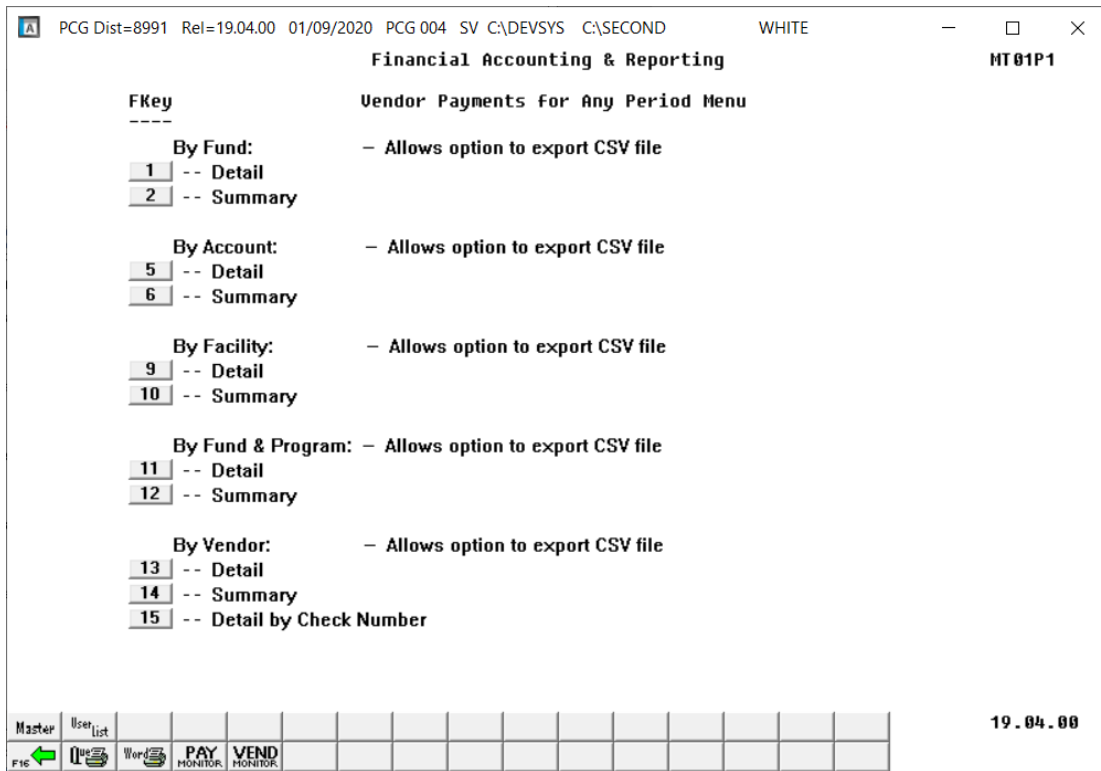 A PCG Dist=8991 Rel=19.04.00 01/09/2020 PCG 004 SV C:\DEVSYS C:\SECOND WHITE
Financial Accounting & Reporting MT01P1
FKey Vendor Payments for Any Period Menu
----
By Fund: – Allows option to export CSV file
1 -- Detail
2 -- Summary
By Account: – Allows option to export CSV file
5 -- Detail
6 -- Summary
By Facility: – Allows option to export CSV file
9 -- Detail
10 -- Summary
By Fund & Program: – Allows option to export CSV file
11 -- Detail
12 -- Summary
By Vendor: – Allows option to export CSV file
13 -- Detail
14 -- Summary
15 -- Detail by Check Number
Master User List 19.04.00
F16 Que Word PAY MONITOR VEND MONITOR